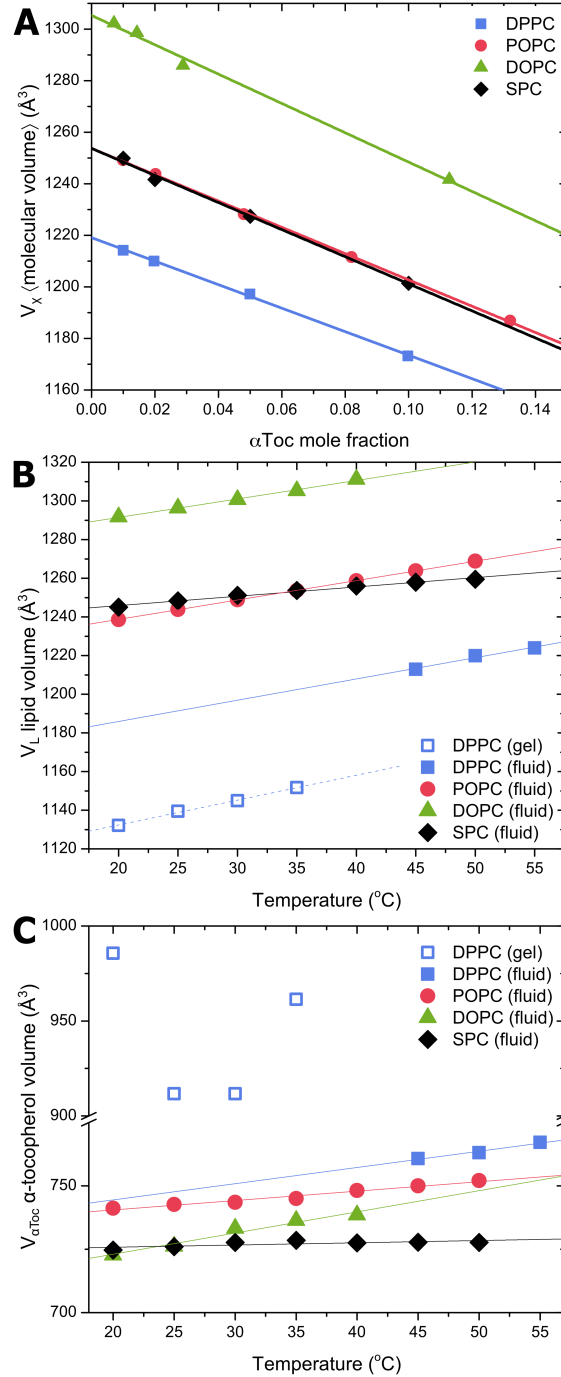 A
1300
1280
1260
1240
1220
1200
1180
1160
V_χ ⟨molecular volume⟩ (Å³)
DPPC
POPC
DOPC
SPC
0.00 0.02 0.04 0.06 0.08 0.10 0.12 0.14
αToc mole fraction
B
1320
1300
1280
1260
1240
1220
1200
1180
1160
1140
1120
V_L lipid volume (Å³)
DPPC (gel)
DPPC (fluid)
POPC (fluid)
DOPC (fluid)
SPC (fluid)
20 25 30 35 40 45 50 55
Temperature (°C)
C
1000
950
900
750
700
V_αToc α-tocopherol volume (Å³)
DPPC (gel)
DPPC (fluid)
POPC (fluid)
DOPC (fluid)
SPC (fluid)
20 25 30 35 40 45 50 55
Temperature (°C)